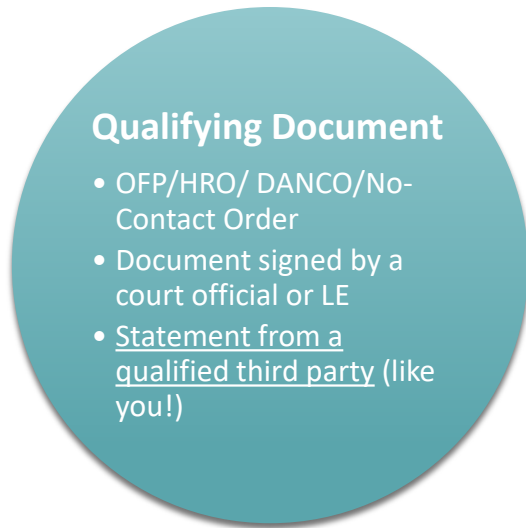 Qualifying Document
• OFP/HRO/ DANCO/No-
Contact Order
• Document signed by a
court official or LE
• Statement from a
qualified third party (like
you!)